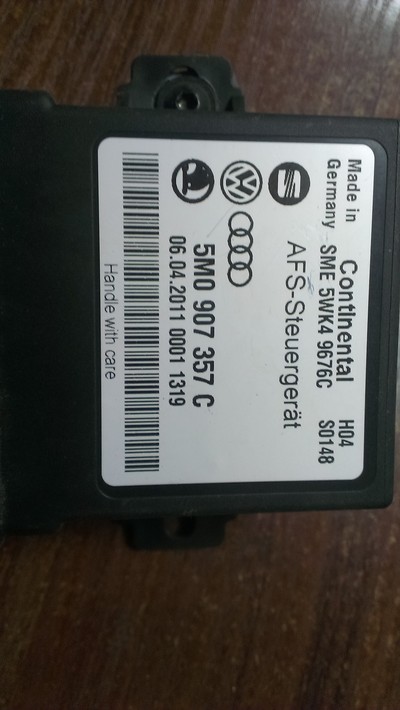 Made in Continental H04
Germany SME 5WK4 9676C S0148
AFS-Steuergerät
5M0 907 357 C
06.04.2011 0001 1319
Handle with care